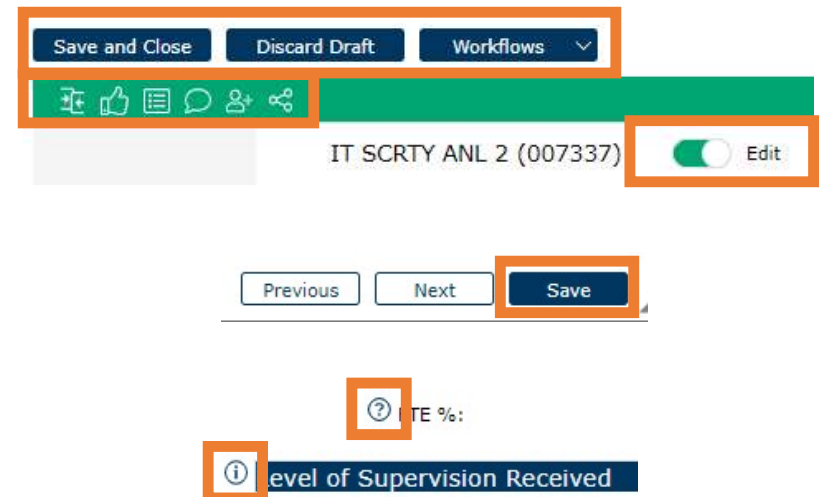 Save and Close Discard Draft Workflows
IT SCRTY ANL 2 (007337) Edit
Previous Next Save
TE %:
evel of Supervision Received